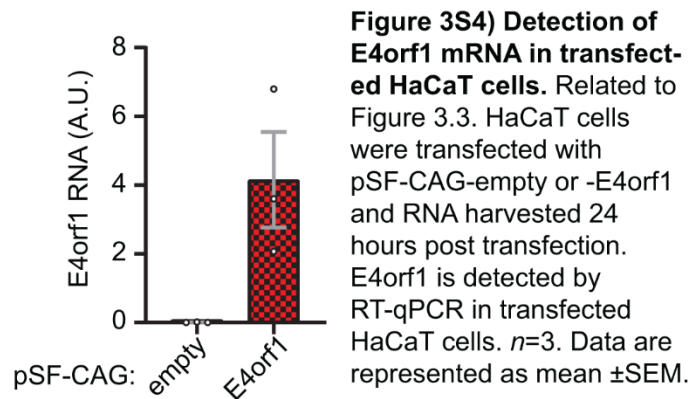 8
6
4
2
0
E4orf1 RNA (A.U.)
pSF-CAG:
empty
E4orf1
Figure 3S4) Detection of
E4orf1 mRNA in transfect-
ed HaCaT cells. Related to
Figure 3.3. HaCaT cells
were transfected with
pSF-CAG-empty or -E4orf1
and RNA harvested 24
hours post transfection.
E4orf1 is detected by
RT-qPCR in transfected
HaCaT cells. n=3. Data are
represented as mean ±SEM.